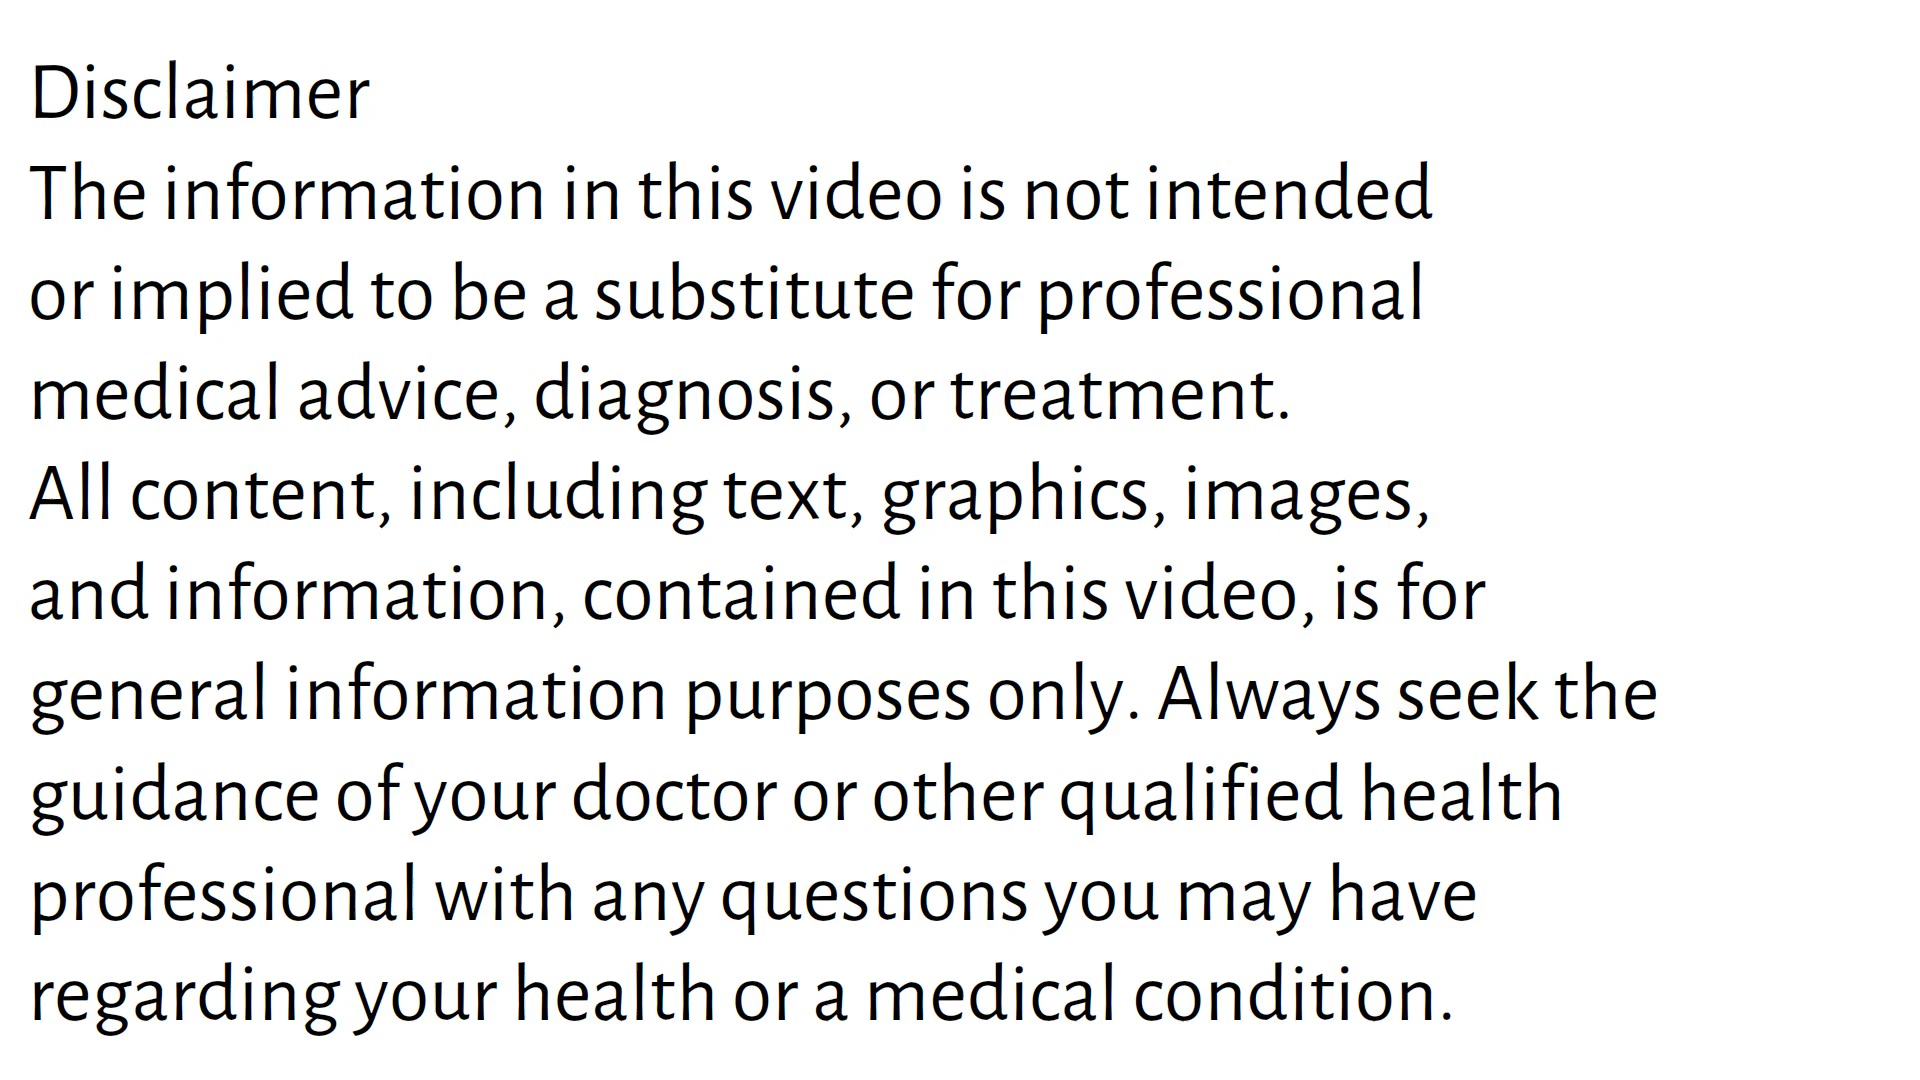 Disclaimer
The information in this video is not intended
or implied to be a substitute for professional
medical advice, diagnosis, or treatment.
All content, including text, graphics, images,
and information, contained in this video, is for
general information purposes only. Always seek the
guidance of your doctor or other qualified health
professional with any questions you may have
regarding your health or a medical condition.